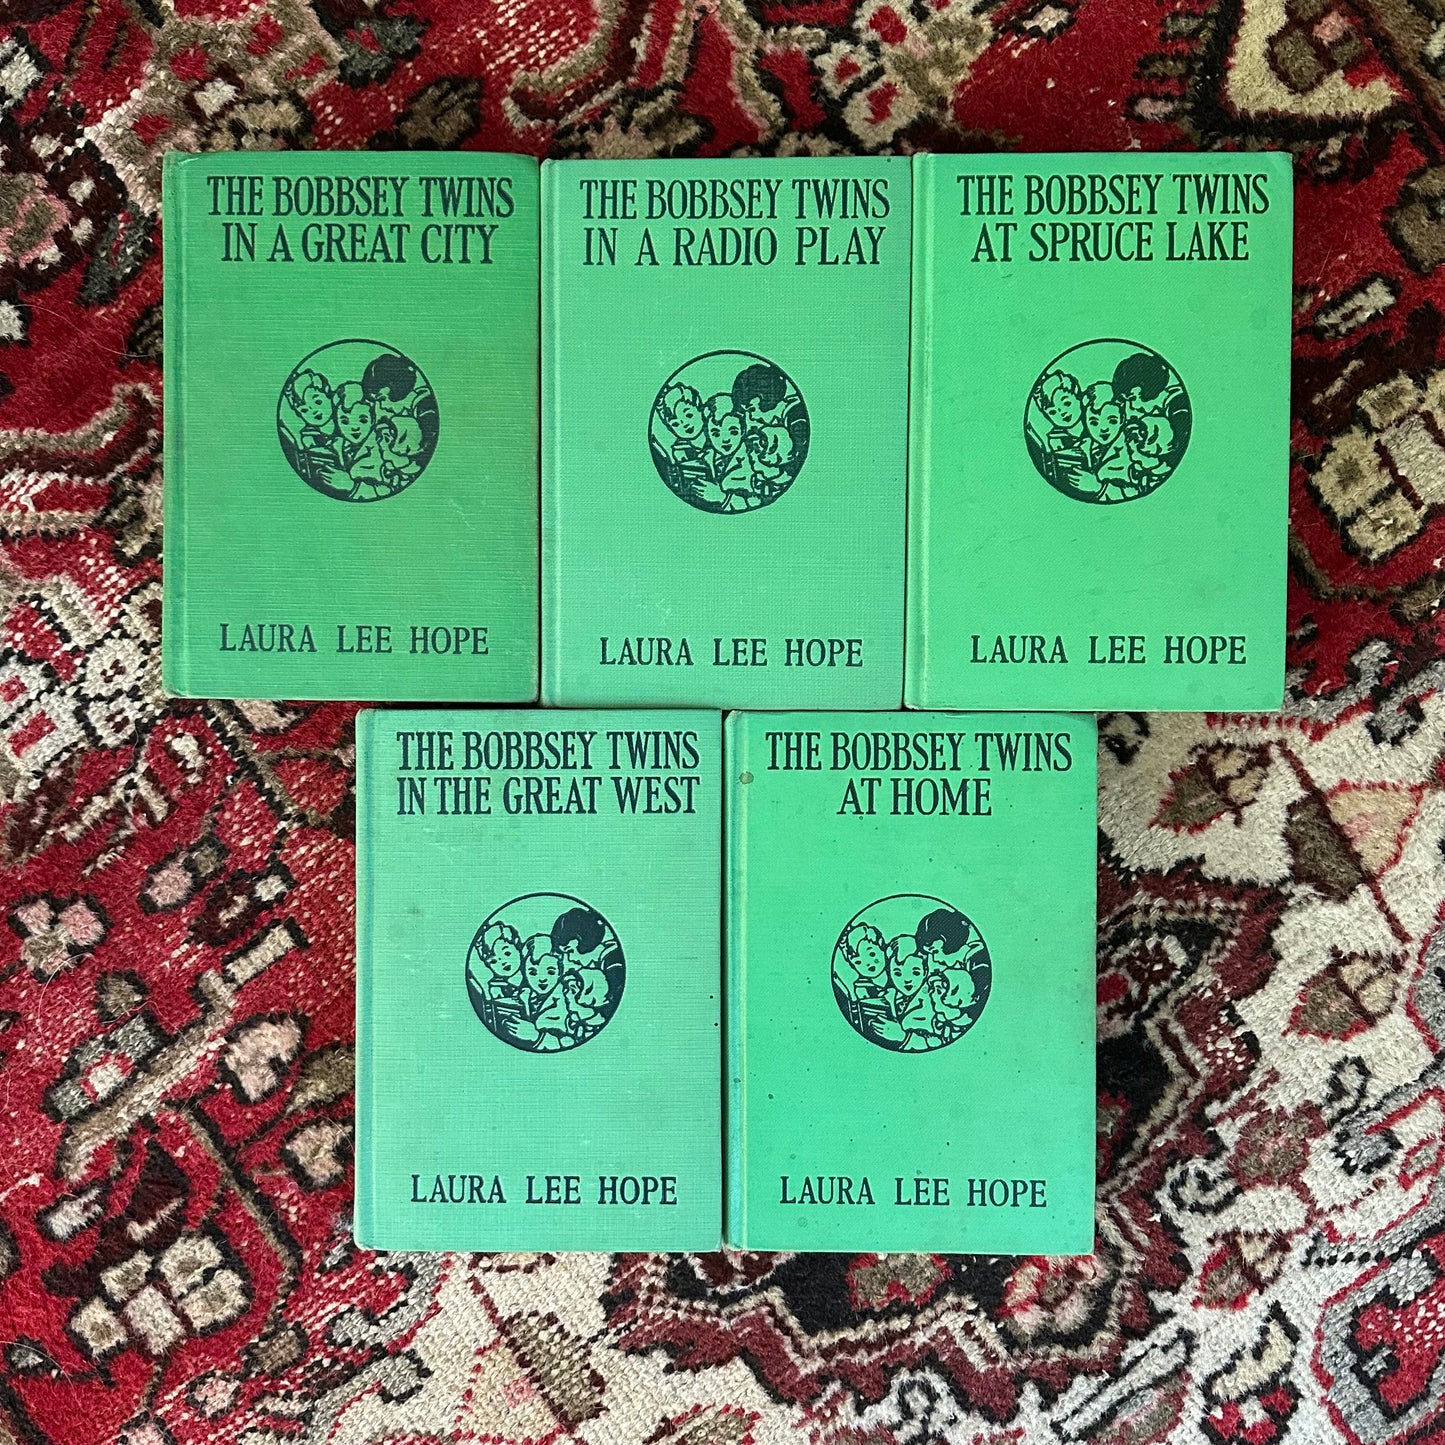 THE BOBBSEY TWINS
IN A GREAT CITY
LAURA LEE HOPE
THE BOBBSEY TWINS
IN A RADIO PLAY
LAURA LEE HOPE
THE BOBBSEY TWINS
AT SPRUCE LAKE
LAURA LEE HOPE
THE BOBBSEY TWINS
IN THE GREAT WEST
LAURA LEE HOPE
THE BOBBSEY TWINS
AT HOME
LAURA LEE HOPE